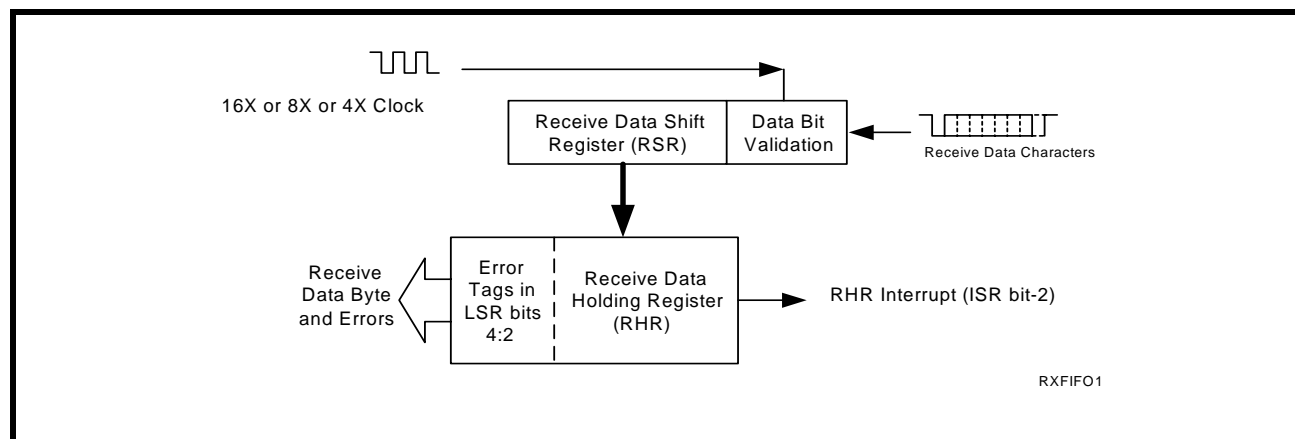 16X or 8X or 4X Clock
Receive Data Shift
Register (RSR)
Data Bit
Validation
Receive Data Characters
Receive
Data Byte
and Errors
Error
Tags in
LSR bits
4:2
Receive Data
Holding Register
(RHR)
RHR Interrupt (ISR bit-2)
RXFIFO1